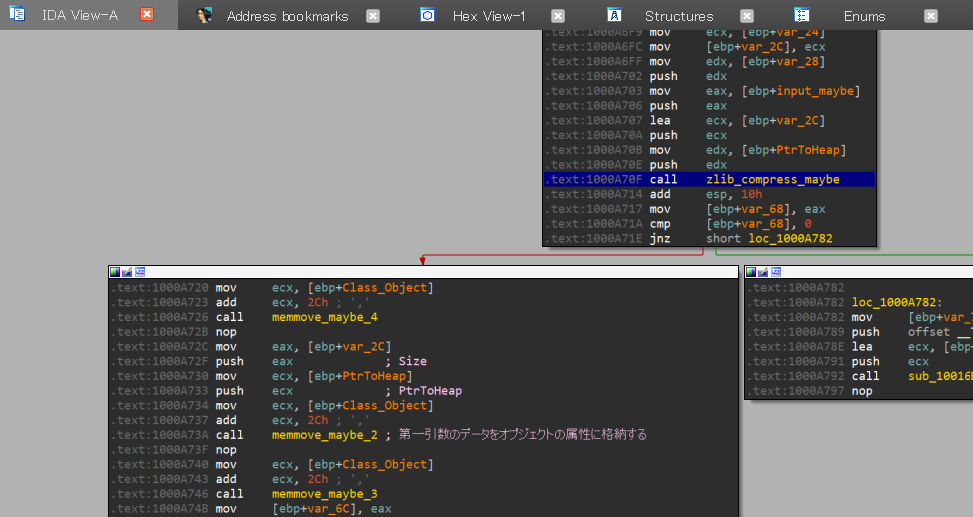 IDA View-A
Address bookmarks
Hex View-1
Structures
Enums
.text:1000A6F9 mov ecx, [ebp+var_24]
.text:1000A6FC mov [ebp+var_2C], ecx
.text:1000A6FF mov edx, [ebp+var_28]
.text:1000A702 push edx
.text:1000A703 mov eax, [ebp+input_maybe]
.text:1000A706 push eax
.text:1000A707 lea ecx, [ebp+var_2C]
.text:1000A70A push ecx
.text:1000A70B mov edx, [ebp+PtrToHeap]
.text:1000A70E push edx
.text:1000A70F call zlib_compress_maybe
.text:1000A714 add esp, 10h
.text:1000A717 mov [ebp+var_68], eax
.text:1000A71A cmp [ebp+var_68], 0
.text:1000A71E jnz short loc_1000A782
.text:1000A720 mov ecx, [ebp+Class_Object]
.text:1000A723 add ecx, 2Ch ; ','
.text:1000A726 call memmove_maybe_4
.text:1000A72B nop
.text:1000A72C mov eax, [ebp+var_2C]
.text:1000A72F push eax ; Size
.text:1000A730 mov ecx, [ebp+PtrToHeap]
.text:1000A733 push ecx ; PtrToHeap
.text:1000A734 mov ecx, [ebp+Class_Object]
.text:1000A737 add ecx, 2Ch ; ','
.text:1000A73A call memmove_maybe_2 ; 第一引数のデータをオブジェクトの属性に格納する
.text:1000A73F nop
.text:1000A740 mov ecx, [ebp+Class_Object]
.text:1000A743 add ecx, 2Ch ; ','
.text:1000A746 call memmove_maybe_3
.text:1000A74B mov [ebp+var_6C], eax
.text:1000A782
.text:1000A782 loc_1000A782:
.text:1000A782 mov
.text:1000A789 push offset
.text:1000A78E lea ecx,
.text:1000A791 push ecx
.text:1000A792 call
.text:1000A797 nop